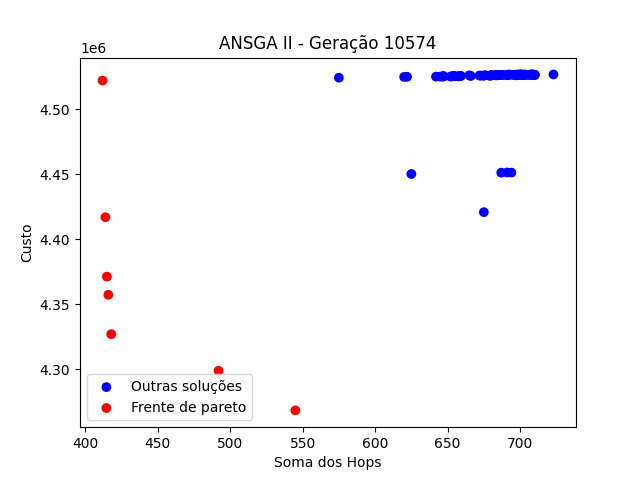 ANSGA II - Geração 10574
1e6
4.50
4.45
4.40
4.35
4.30
Custo
Outras soluções
Frente de pareto
400 450 500 550 600 650 700
Soma dos Hops